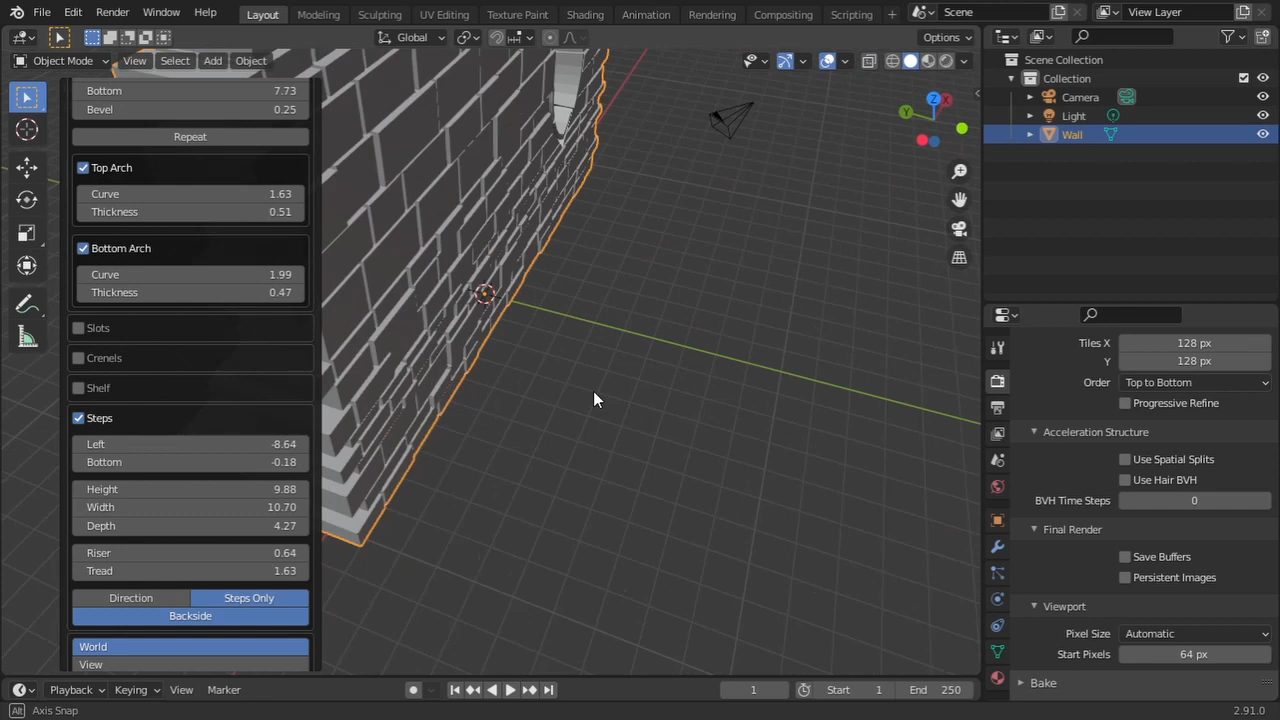 File Edit Render Window Help Layout Modeling Sculpting UV Editing Texture Paint Shading Animation Rendering Compositing Scripting Scene View Layer
Global Options
Object Mode View Select Add Object
Scene Collection
Collection
Camera
Light
Wall
Bottom 7.73
Bevel 0.25
Repeat
Top Arch
Curve 1.63
Thickness 0.51
Bottom Arch
Curve 1.99
Thickness 0.47
Slots
Crenels
Shelf
Steps
Left -8.64
Bottom -0.18
Height 9.88
Width 10.70
Depth 4.27
Riser 0.64
Tread 1.63
Direction Steps Only
Backside
World
View
Z
Y
X
Tiles X 128 px
Y 128 px
Order Top to Bottom
Progressive Refine
Acceleration Structure
Use Spatial Splits
Use Hair BVH
BVH Time Steps 0
Final Render
Save Buffers
Persistent Images
Viewport
Pixel Size Automatic
Start Pixels 64 px
Bake
Playback Keying View Marker 1 Start 1 End 250
Alt Axis Snap 2.91.0